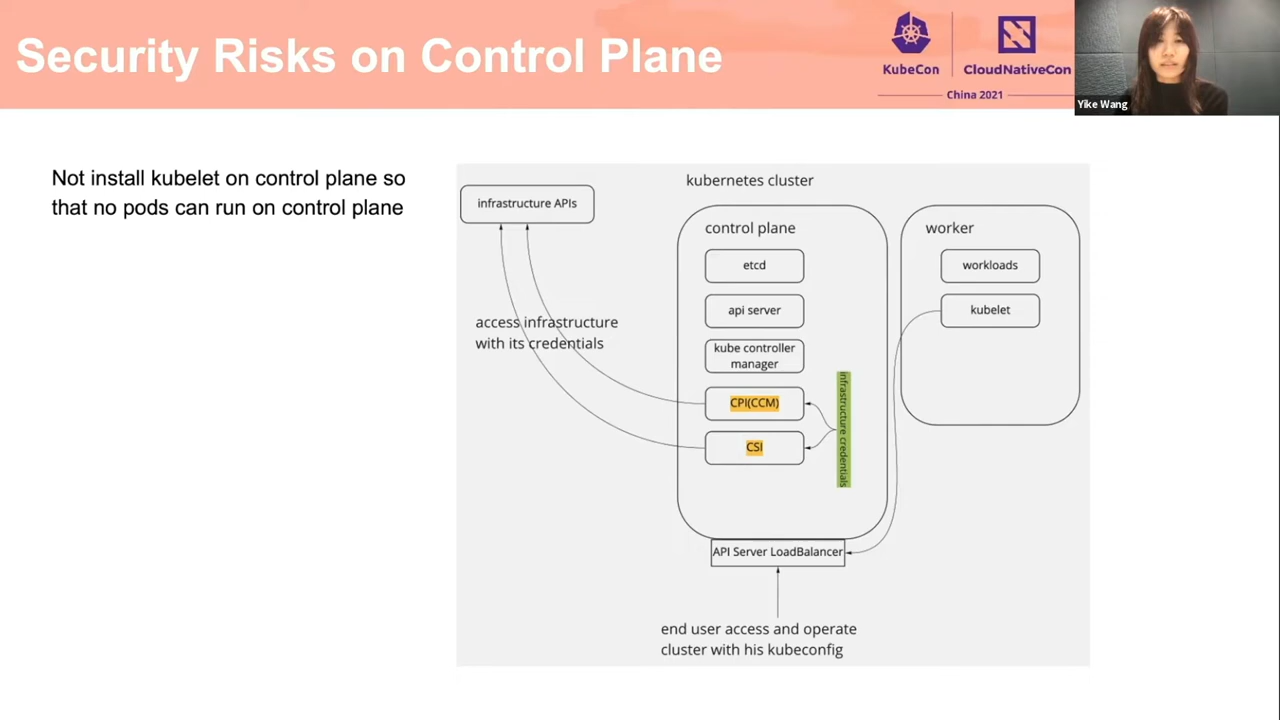 Security Risks on Control Plane
KubeCon
CloudNativeCon
China 2021
Yike Wang
Not install kubelet on control plane so
that no pods can run on control plane
kubernetes cluster
infrastructure APIs
control plane
worker
etcd
workloads
api server
kubelet
access infrastructure
with its credentials
kube controller
manager
CPI(CCM)
CSI
infrastructure credentials
API Server LoadBalancer
end user access and operate
cluster with his kubeconfig